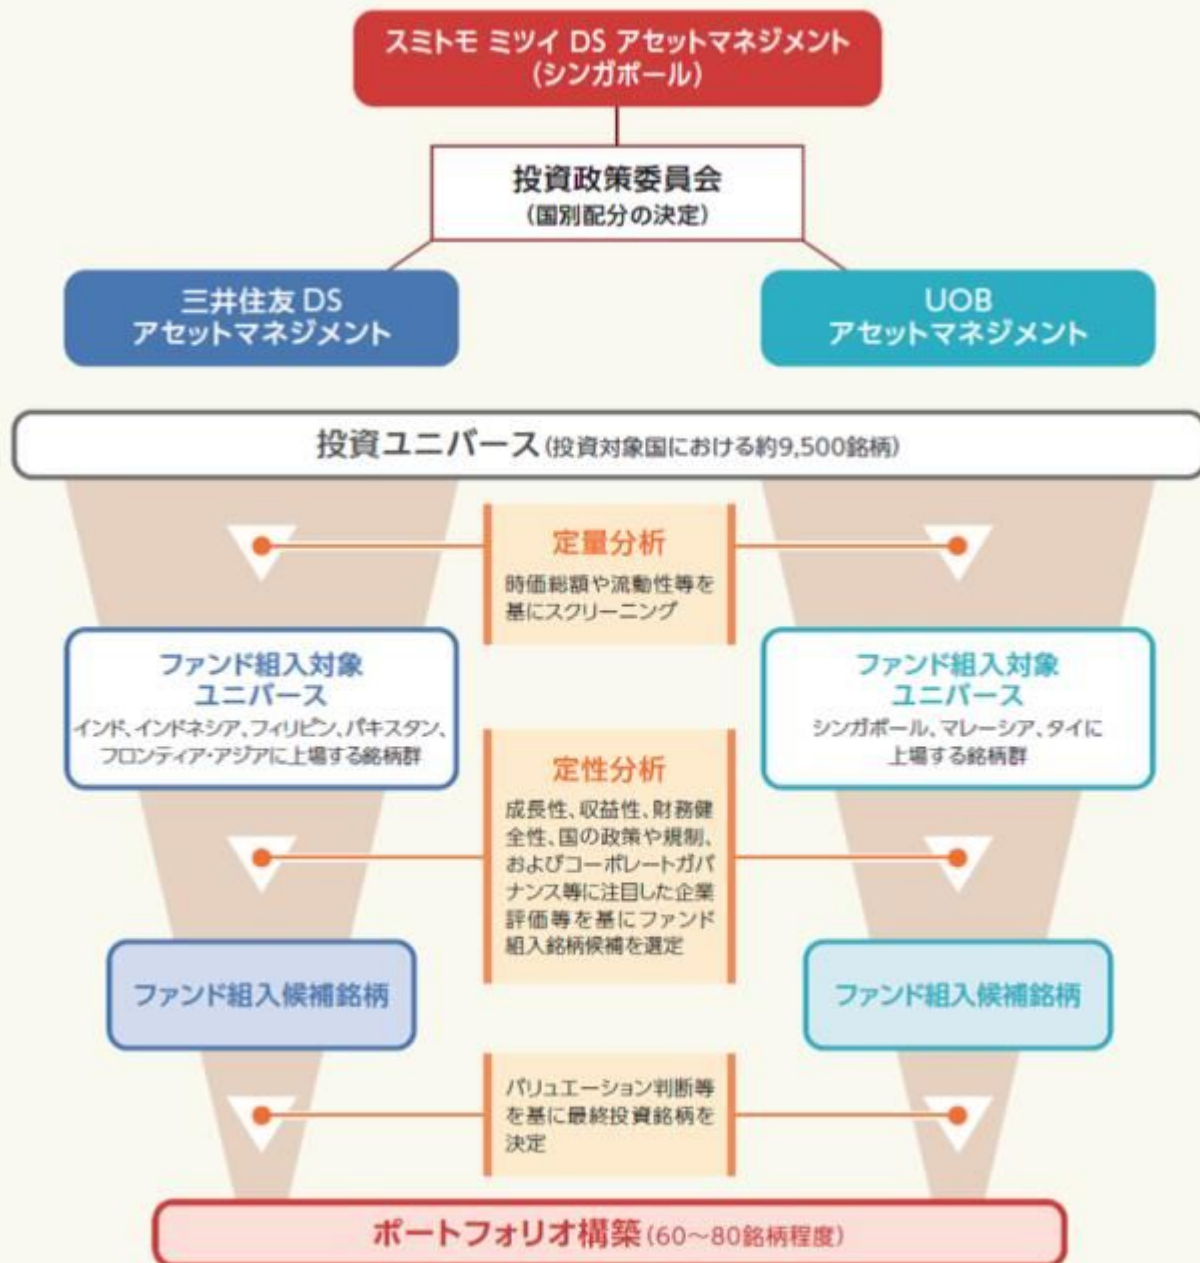 スミトモ ミツイ DS アセットマネジメント
(シンガポール)
投資政策委員会
(国別配分の決定)
三井住友 DS
アセットマネジメント
UOB
アセットマネジメント
投資ユニバース(投資対象国における約9,500銘柄)
定量分析
時価総額や流動性等を
基にスクリーニング
ファンド組入対象
ユニバース
インド、インドネシア、フィリピン、パキスタン、
フロンティア・アジアに上場する銘柄群
ファンド組入対象
ユニバース
シンガポール、マレーシア、タイに
上場する銘柄群
定性分析
成長性、収益性、財務健
全性、国の政策や規制、
およびコーポレートガバ
ナンス等に注目した企業
評価等を基にファンド
組入銘柄候補を選定
ファンド組入候補銘柄
ファンド組入候補銘柄
バリュエーション判断等
を基に最終投資銘柄を
決定
ポートフォリオ構築(60〜80銘柄程度)